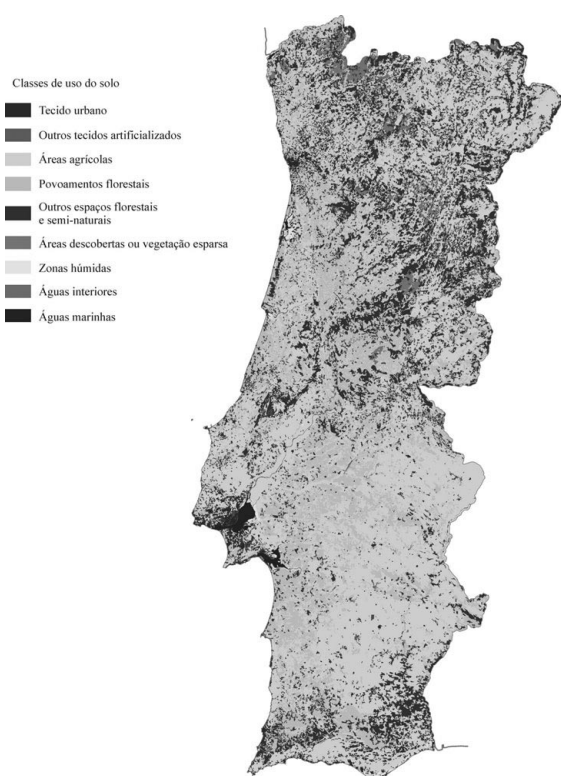 Classes de uso do solo
Tecido urbano
Outros tecidos artificializados
Áreas agrícolas
Povoamentos florestais
Outros espaços florestais
e semi-naturais
Áreas descobertas ou vegetação esparsa
Zonas húmidas
Águas interiores
Águas marinhas